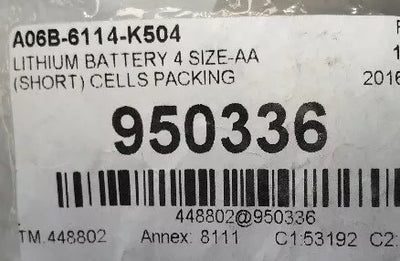 A06B-6114-K504
LITHIUM BATTERY 4 SIZE-AA
(SHORT) CELLS PACKING
2016
950336
448802@950336
TM.448802 Annex: 8111 C1:53192 C2: